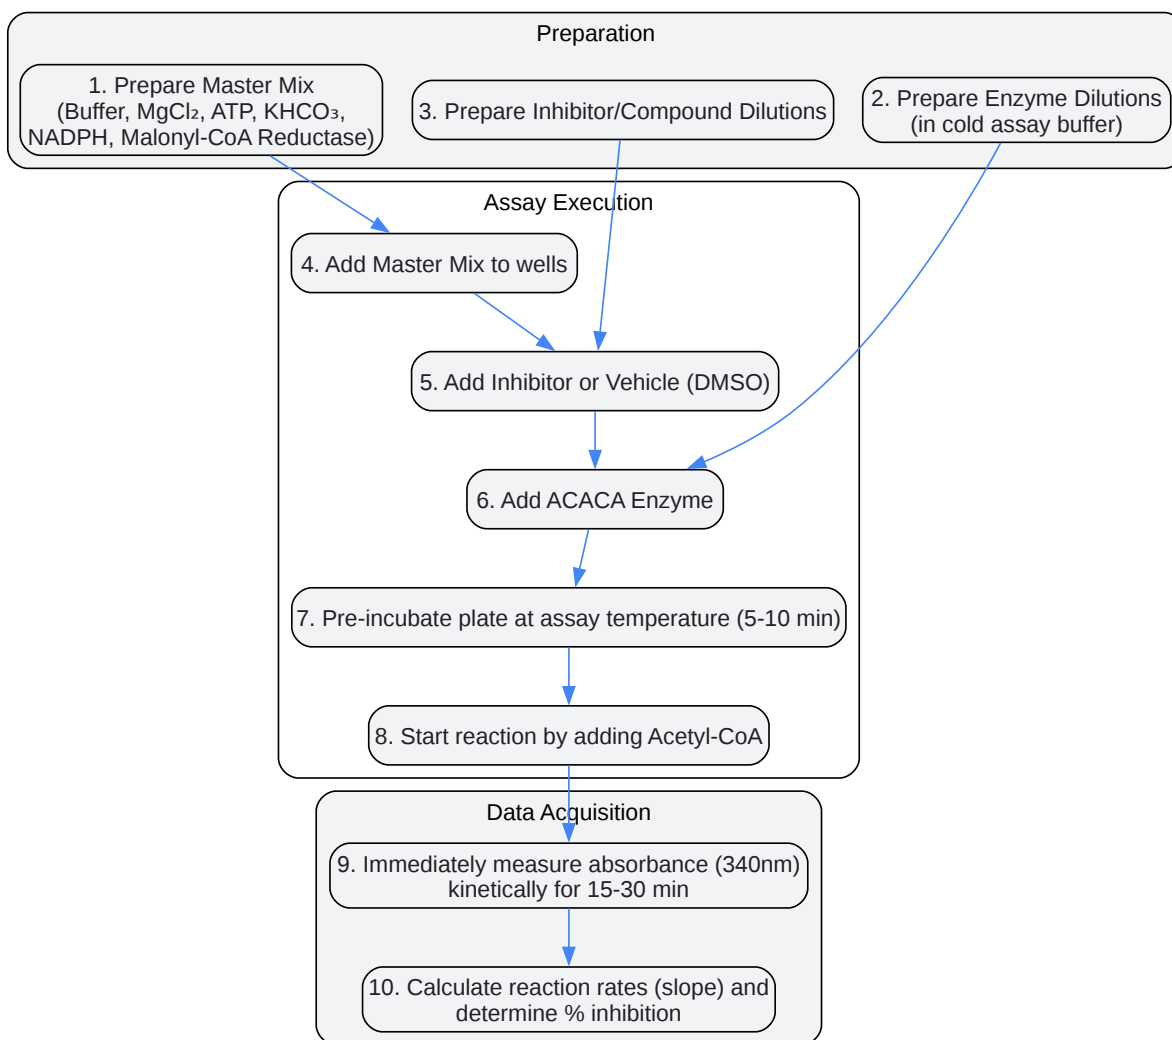 Preparation
1. Prepare Master Mix
(Buffer, MgCl₂, ATP, KHCO₃,
NADPH, Malonyl-CoA Reductase)
3. Prepare Inhibitor/Compound Dilutions
2. Prepare Enzyme Dilutions
(in cold assay buffer)
Assay Execution
4. Add Master Mix to wells
5. Add Inhibitor or Vehicle (DMSO)
6. Add ACACA Enzyme
7. Pre-incubate plate at assay temperature (5-10 min)
8. Start reaction by adding Acetyl-CoA
Data Acquisition
9. Immediately measure absorbance (340nm)
kinetically for 15-30 min
10. Calculate reaction rates (slope) and
determine % inhibition